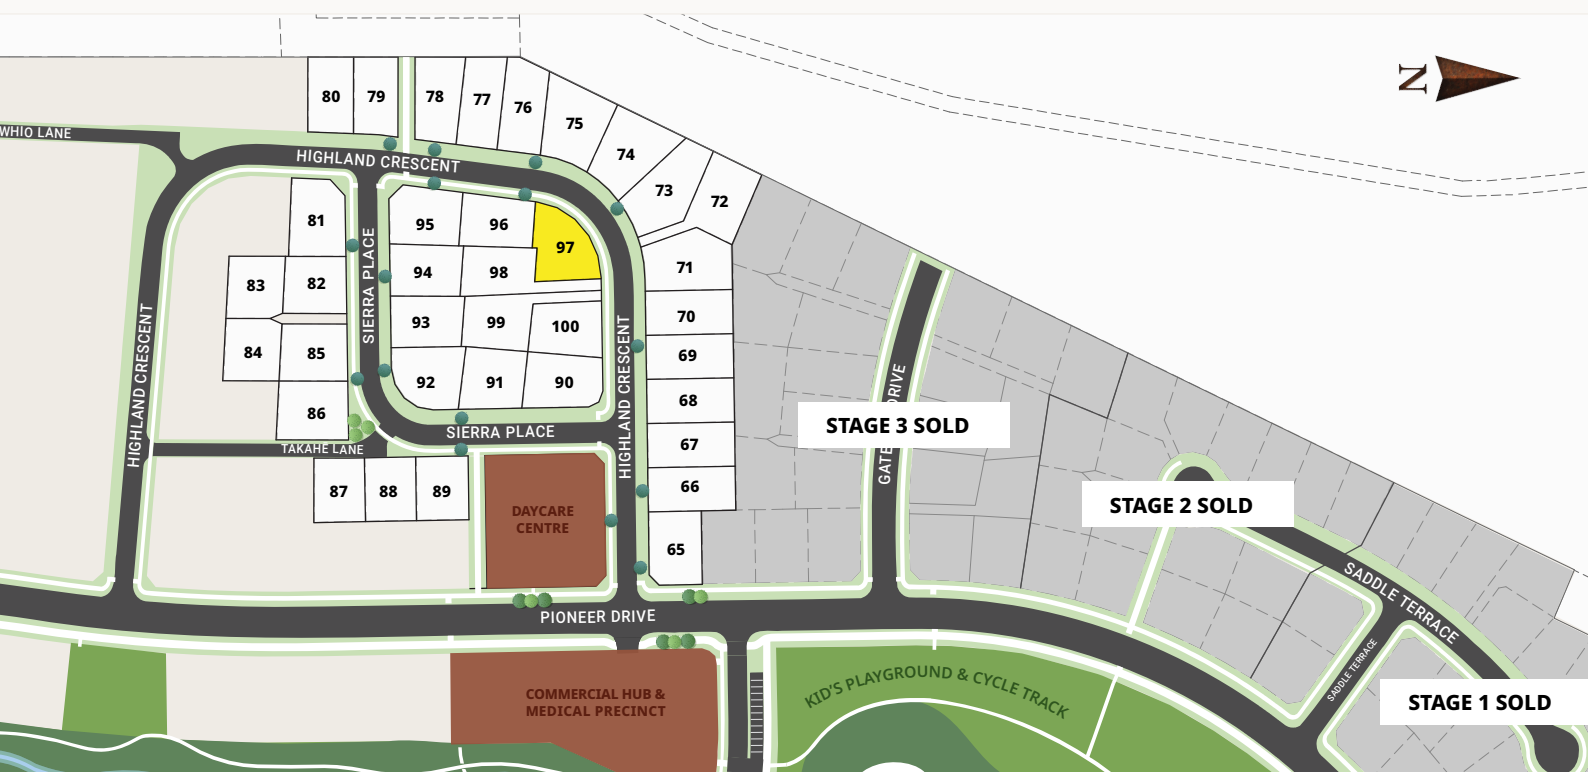 N
80
79
78
77
76
75
74
73
72
WHIO LANE
HIGHLAND CRESCENT
81
95
96
97
SIERRA PLACE
83
82
94
98
71
93
99
100
70
84
85
69
HIGHLAND CRESCENT
HIGHLAND CRESCENT
86
92
91
90
68
STAGE 3 SOLD
GATE
DRIVE
TAKAHE LANE
SIERRA PLACE
67
87
88
89
66
DAYCARE
CENTRE
65
STAGE 2 SOLD
SADDLE TERRACE
SADDLE TERRACE
PIONEER DRIVE
COMMERCIAL HUB &
MEDICAL PRECINCT
KID'S PLAYGROUND & CYCLE TRACK
STAGE 1 SOLD